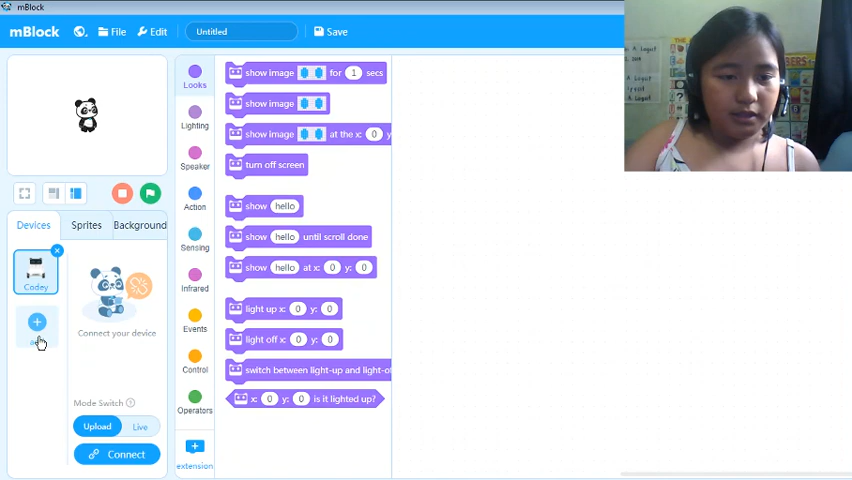 mBlock
mBlock File Edit Untitled Save
Looks
Lighting
Speaker
Action
Sensing
Infrared
Events
Control
Operators
extension
show image for 1 secs
show image
show image at the x: 0 y
turn off screen
show hello
show hello until scroll done
show hello at x: 0 y: 0
light up x: 0 y: 0
light off x: 0 y: 0
switch between light-up and light-o
x: 0 y: 0 is it lighted up?
Devices Sprites Background
Codey
Connect your device
Mode Switch ?
Upload Live
Connect